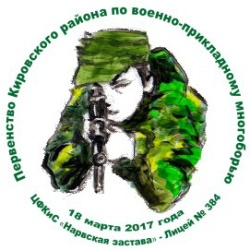 Первенство Кировского района по военно-прикладному многоборью
18 марта 2017 года
ЦФКиС «Нарвская застава» - Лицей № 384